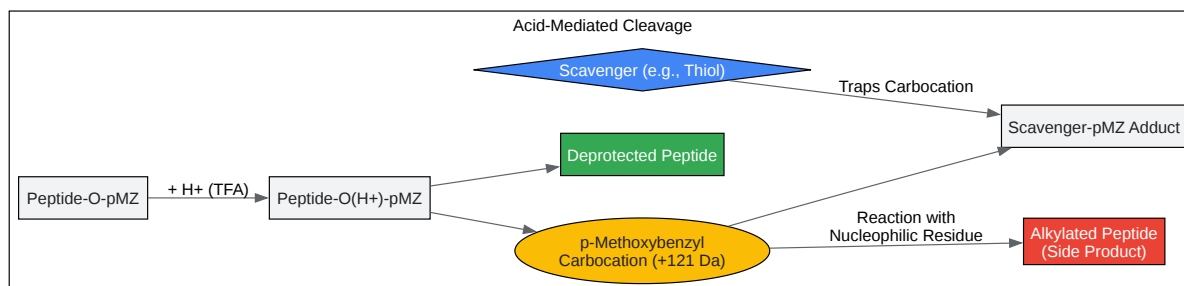 Acid-Mediated Cleavage
Scavenger (e.g., Thiol)
Traps Carbocation
Scavenger-pMZ Adduct
Deprotected Peptide
Peptide-O-pMZ
+ H+ (TFA)
Peptide-O(H+)-pMZ
p-Methoxybenzyl
Carbocation (+121 Da)
Reaction with
Nucleophilic Residue
Alkylated Peptide
(Side Product)